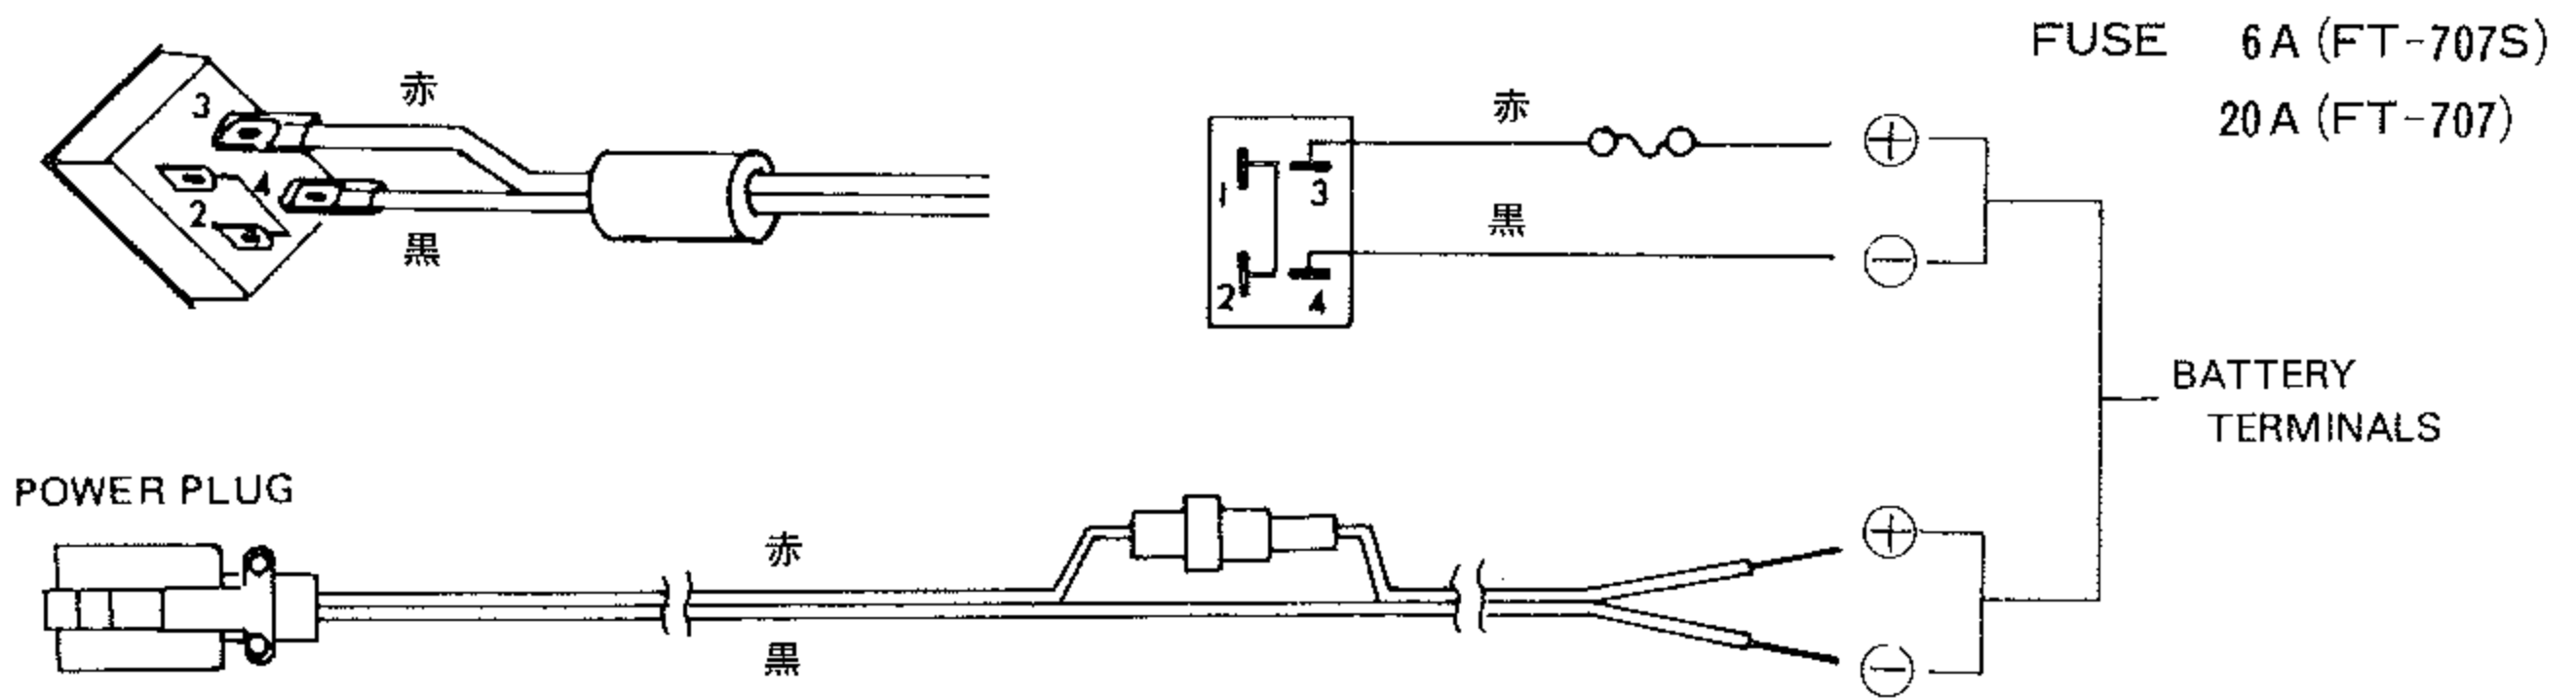 FUSE 6A (FT-707S)
20A (FT-707)
赤
3
4
2
黒
赤
1
3
黒
2
4
+
−
BATTERY
TERMINALS
POWER PLUG
赤
黒
+
−